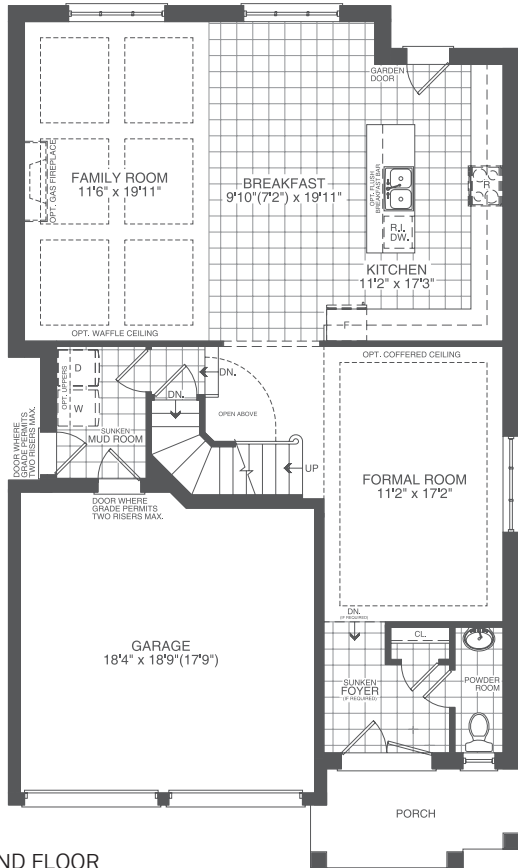 GARDEN
DOOR
OPT. GAS FIREPLACE
FAMILY ROOM
11'6" x 19'11"
BREAKFAST
9'10"(7'2") x 19'11"
OPT. FLUSH
BREAKFAST BAR
R
R.I.
DW.
KITCHEN
11'2" x 17'3"
F
OPT. WAFFLE CEILING
OPT. COFFERED CEILING
OPT. UPPERS
D
W
DN.
DN.
OPEN ABOVE
SUNKEN
MUD ROOM
UP
DOOR WHERE
GRADE PERMITS
TWO RISERS MAX.
DOOR WHERE
GRADE PERMITS
TWO RISERS MAX.
FORMAL ROOM
11'2" x 17'2"
DN.
(IF REQUIRED)
CL.
GARAGE
18'4" x 18'9"(17'9")
SUNKEN
FOYER
(IF REQUIRED)
POWDER
ROOM
PORCH
ND FLOOR